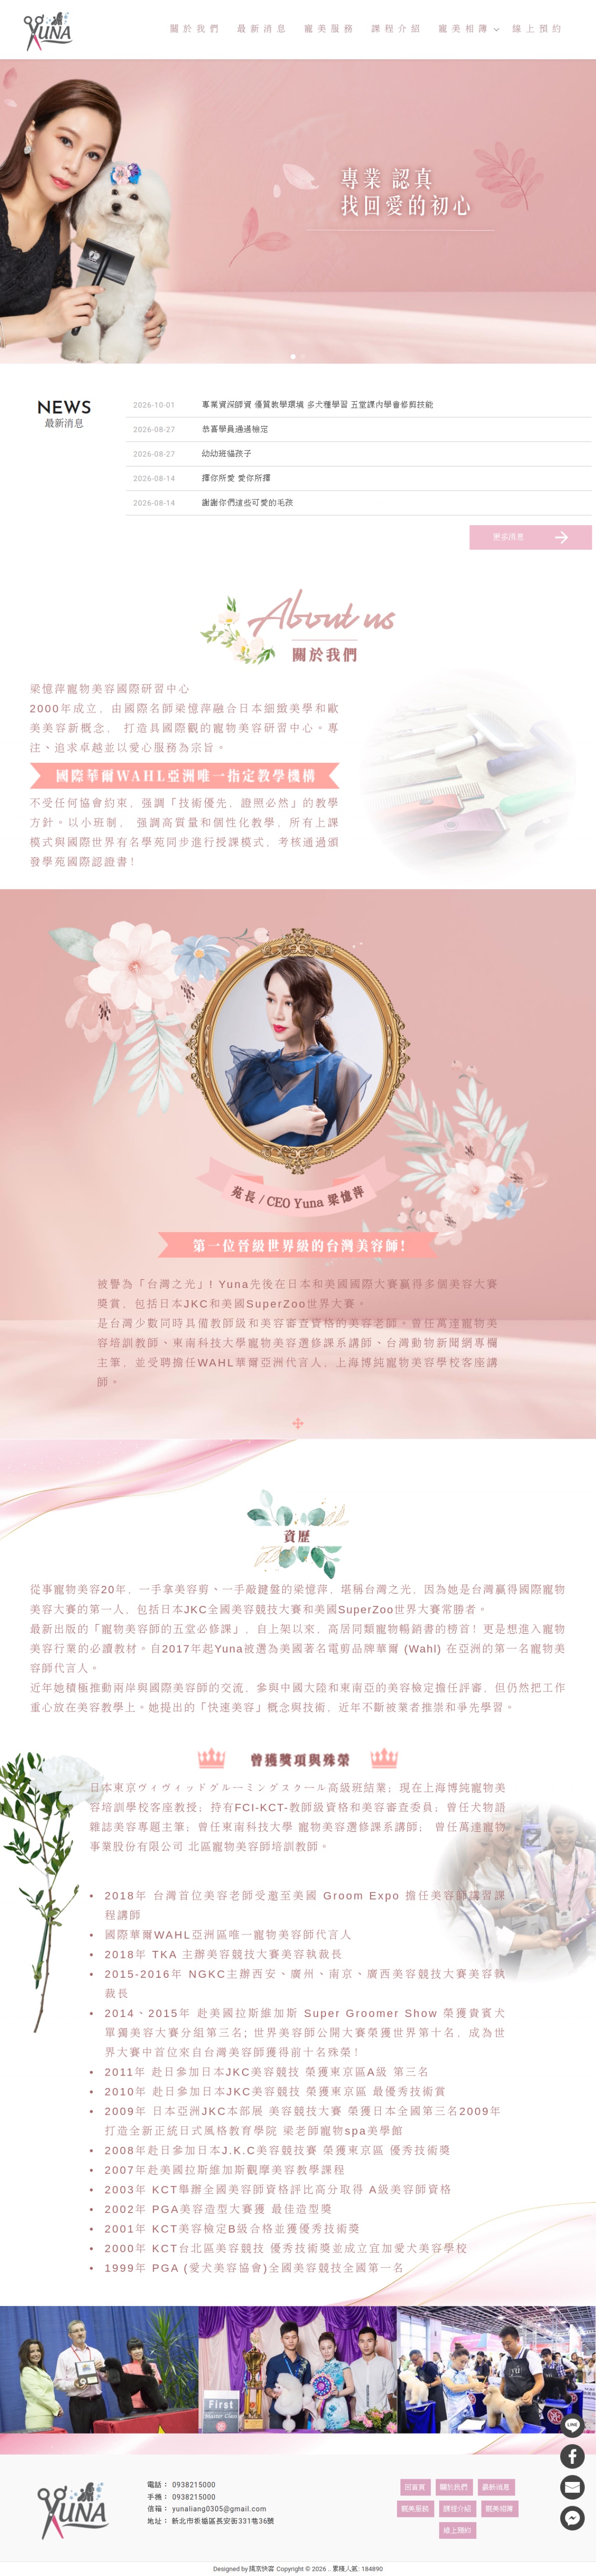 YUNA
關於我們 最新消息 寵美服務 課程介紹 寵美相簿 線上預約
專業 認真
找回愛的初心
NEWS
最新消息
2026-10-01 專業資深師資 優質教學環境 多犬種學習 五堂課內學會修剪技能
2026-08-27 恭喜學員通過檢定
2026-08-27 幼幼班貓孩子
2026-08-14 擇你所愛 愛你所擇
2026-08-14 謝謝你們這些可愛的毛孩
更多消息
About us
關於我們
梁憶萍寵物美容國際研習中心
2000年成立﹐由國際名師梁憶萍融合日本細緻美學和歐
美美容新概念﹐ 打造具國際觀的寵物美容研習中心。專
注、追求卓越並以愛心服務為宗旨。
國際華爾WAHL亞洲唯一指定教學機構
不受任何協會約束﹐強調「技術優先﹐證照必然」的教學
方針。以小班制﹐ 強調高質量和個性化教學﹐所有上課
模式與國際世界有名學苑同步進行授課模式﹐考核通過頒
發學苑國際認證書!
苑長/CEO Yuna 梁憶萍
第一位晉級世界級的台灣美容師!
被譽為「台灣之光」! Yuna先後在日本和美國國際大賽贏得多個美容大賽
獎賞﹐包括日本JKC和美國SuperZoo世界大賽。
是台灣少數同時具備教師級和美容審查資格的美容老師。曾任萬達寵物美
容培訓教師、東南科技大學寵物美容選修課系講師、台灣動物新聞網專欄
主筆﹐並受聘擔任WAHL華爾亞洲代言人﹐上海博純寵物美容學校客座講
師。
資歷
從事寵物美容20年﹐一手拿美容剪、一手敲鍵盤的梁憶萍﹐堪稱台灣之光﹐因為她是台灣贏得國際寵物
美容大賽的第一人﹐包括日本JKC全國美容競技大賽和美國SuperZoo世界大賽常勝者。
最新出版的「寵物美容師的五堂必修課」﹐自上架以來﹐高居同類寵物暢銷書的榜首! 更是想進入寵物
美容行業的必讀教材。自2017年起Yuna被選為美國著名電剪品牌華爾 (Wahl) 在亞洲的第一名寵物美
容師代言人。
近年她積極推動兩岸與國際美容師的交流﹐參與中國大陸和東南亞的美容檢定擔任評審﹐但仍然把工作
重心放在美容教學上。她提出的「快速美容」概念與技術﹐近年不斷被業者推崇和爭先學習。
曾獲獎項與殊榮
日本東京ヴィヴィッドグルーミングスクール高級班結業; 現在上海博純寵物美
容培訓學校客座教授; 持有FCI-KCT-教師級資格和美容審查委員; 曾任犬物語
雜誌美容專題主筆; 曾任東南科技大學 寵物美容選修課系講師; 曾任萬達寵物
事業股份有限公司 北區寵物美容師培訓教師。
• 2018年 台灣首位美容老師受邀至美國 Groom Expo 擔任美容師講習課
程講師
• 國際華爾WAHL亞洲區唯一寵物美容師代言人
• 2018年 TKA 主辦美容競技大賽美容執裁長
• 2015-2016年 NGKC主辦西安、廣州、南京、廣西美容競技大賽美容執
裁長
• 2014、2015年 赴美國拉斯維加斯 Super Groomer Show 榮獲貴賓犬
單獨美容大賽分組第三名; 世界美容師公開大賽榮獲世界第十名﹐成為世
界大賽中首位來自台灣美容師獲得前十名殊榮!
• 2011年 赴日參加日本JKC美容競技 榮獲東京區A級 第三名
• 2010年 赴日參加日本JKC美容競技 榮獲東京區 最優秀技術賞
• 2009年 日本亞洲JKC本部展 美容競技大賽 榮獲日本全國第三名2009年
打造全新正統日式風格教育學院 梁老師寵物spa美學館
• 2008年赴日參加日本J.K.C美容競技賽 榮獲東京區 優秀技術獎
• 2007年赴美國拉斯維加斯觀摩美容教學課程
• 2003年 KCT舉辦全國美容師資格評比高分取得 A級美容師資格
• 2002年 PGA美容造型大賽獲 最佳造型獎
• 2001年 KCT美容檢定B級合格並獲優秀技術獎
• 2000年 KCT台北區美容競技 優秀技術獎並成立宜加愛犬美容學校
• 1999年 PGA (愛犬美容協會)全國美容競技全國第一名
First
Master Class
LINE
YUNA
電話： 0938215000
手機： 0938215000
信箱： yunaliang0305@gmail.com
地址： 新北市板橋區長安街331巷36號
回首頁 關於我們 最新消息
寵美服務 課程介紹 寵美相簿
線上預約
Designed by 鐫宗快雲 Copyright © 2026 .. 累積人氣: 184890